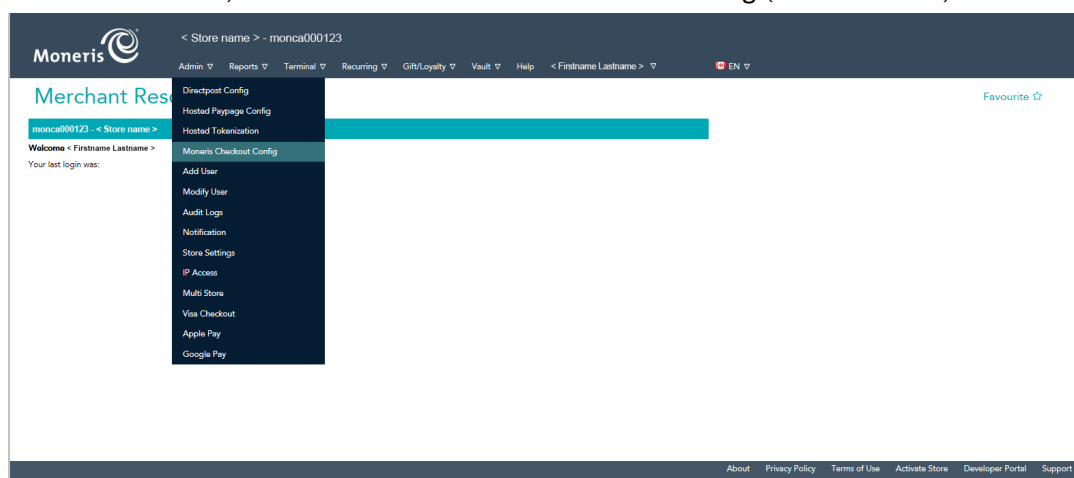 < Store name > - monca000123
Moneris
Admin Reports Terminal Recurring Gift/Loyalty Vault Help < Firstname Lastname > EN
Merchant Res
Favourite
monca000123 - < Store name >
Welcome < Firstname Lastname >
Your last login was:
Directpost Config
Hosted Paypage Config
Hosted Tokenization
Moneris Checkout Config
Add User
Modify User
Audit Logs
Notification
Store Settings
IP Access
Multi Store
Visa Checkout
Apple Pay
Google Pay
About Privacy Policy Terms of Use Activate Store Developer Portal Support